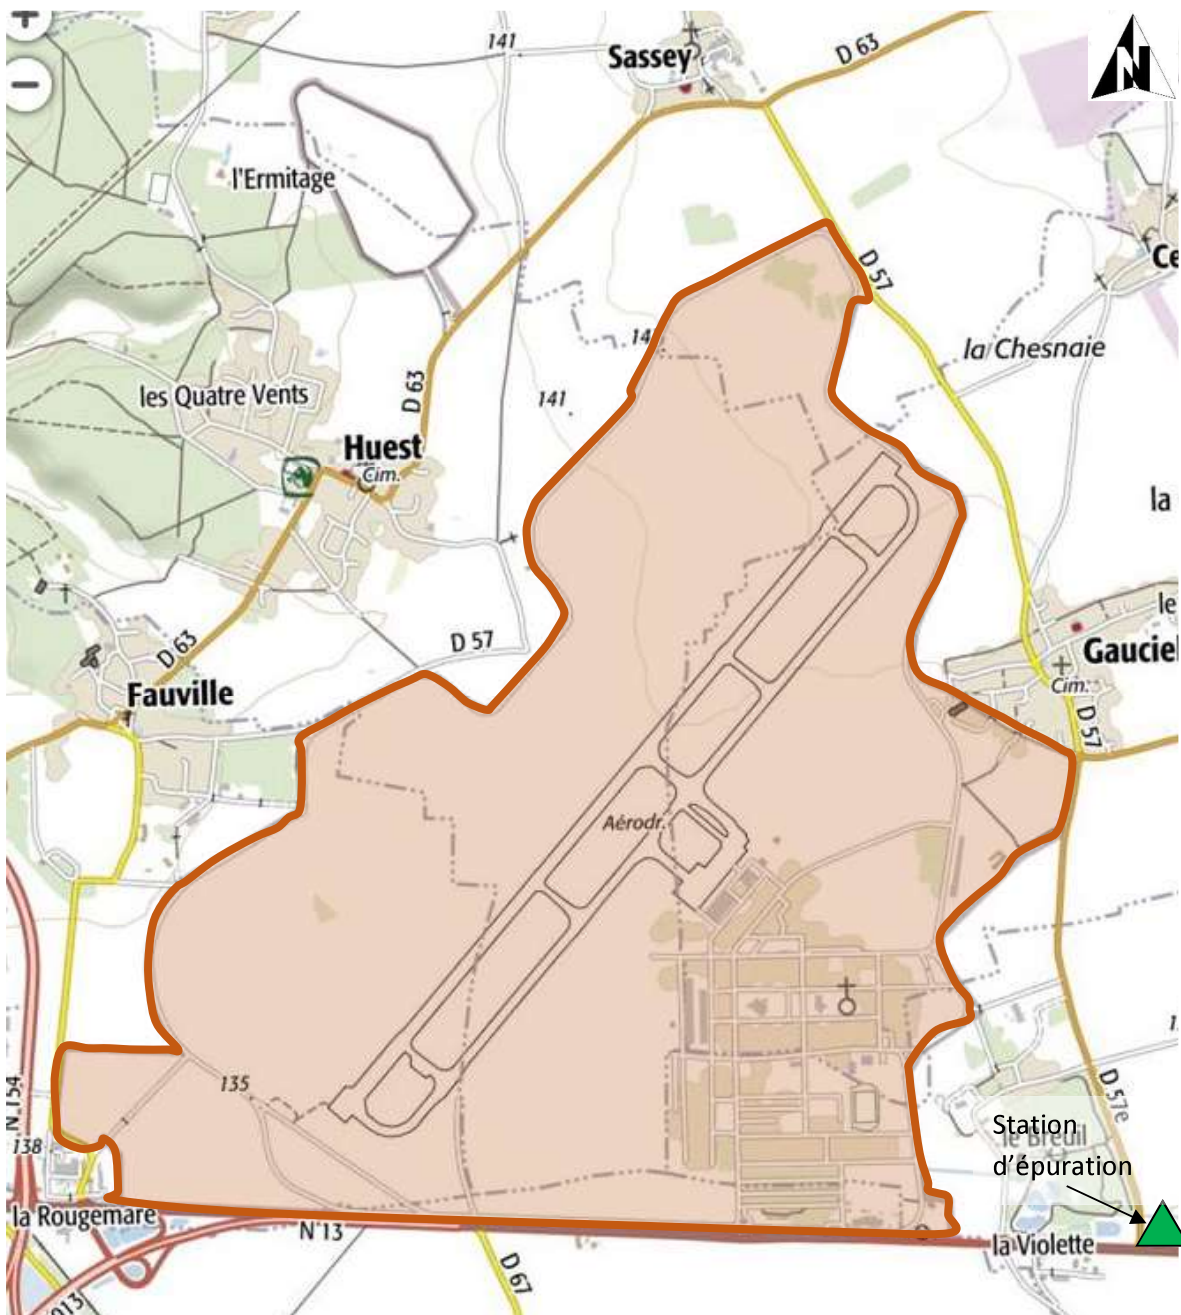 +
−
N
141
Sassey
D 63
l'Ermitage
D 57
Ce
14
la Chesnaie
les Quatre Vents
D 63
141
Huest
Cim.
la
le
D 63
D 57
Gauciel
Fauville
Cim.
D 57
Aérodr.
135
N 154
138
D 57e
Station
d'épuration
le Breuil
la Rougemare
N 13
la Violette
D 67